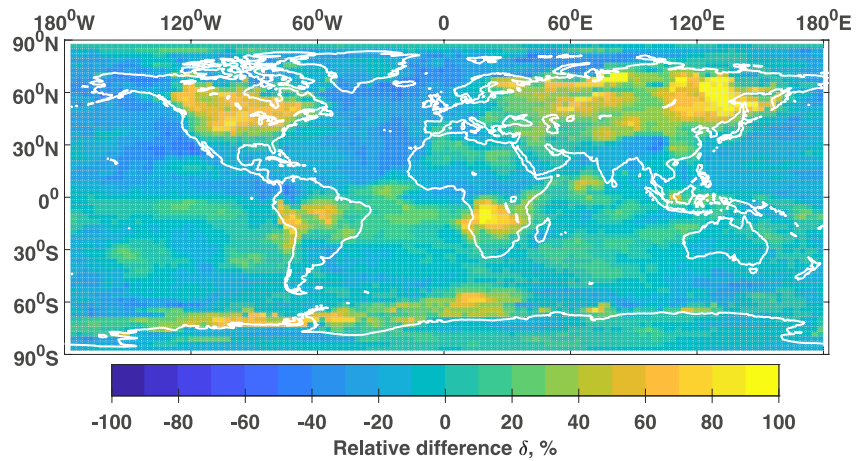 180⁰W 120⁰W 60⁰W 0 60⁰E 120⁰E 180⁰E
90⁰N
60⁰N
30⁰N
0⁰
30⁰S
60⁰S
90⁰S
-100 -80 -60 -40 -20 0 20 40 60 80 100
Relative difference δ, %